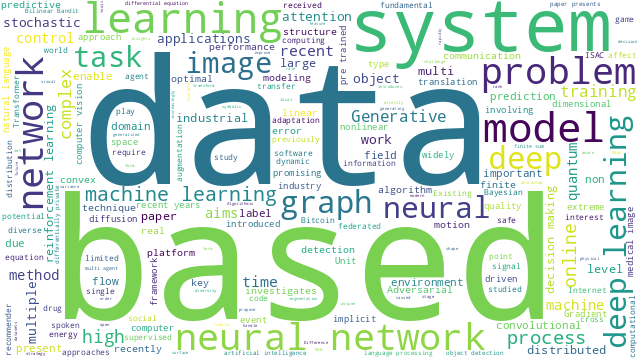 predictive
Bilinear Bandit
differential equation
received
fundamental
paper presents
stochastic
learning
attention
system
game
control
approach
structure
computing
world
applications
performance
recent
communication
ISAC
affect
task
image
large
pre trained
problem
natural language
Transformer
enable
agent
optimal
modeling
object
multi
type
training
complex
computer vision
transfer
translation
prediction
dimensional
network
data
Generative
model
industrial
adaptation
linear
nonlinear
involving
domain
error
previously
work
widely
deep
play
space
require
augmentation
study
software
dynamic
promising
field
information
important
quantum
non
distribution
reinforcement learning
convex
industry
algorithm
finite
Bayesian
finite sum
machine learning
graph
neural
Existing
extreme
potential
technique
recent years
label
Bitcoin
quality
safe
interest
diverse
diffusion
paper
aims
introduced
federated
motion
decision making
online
medical image
deep learning
due
real
based
point
signal
equation
differentially private
limited
platform
detection
environment
driven
level
method
flow
key
time
Unit
studied
internet
multiple
framework
investigates
Adversarial
machine
Gradient
drug
single
multi agent
event
code
implicit
convolutional
cross
recommender
spoken
energy
social
propose
process
computational
present
high
computer
supervised
neural network
approaches
recently
artificial intelligence
language processing
object detection
distributed